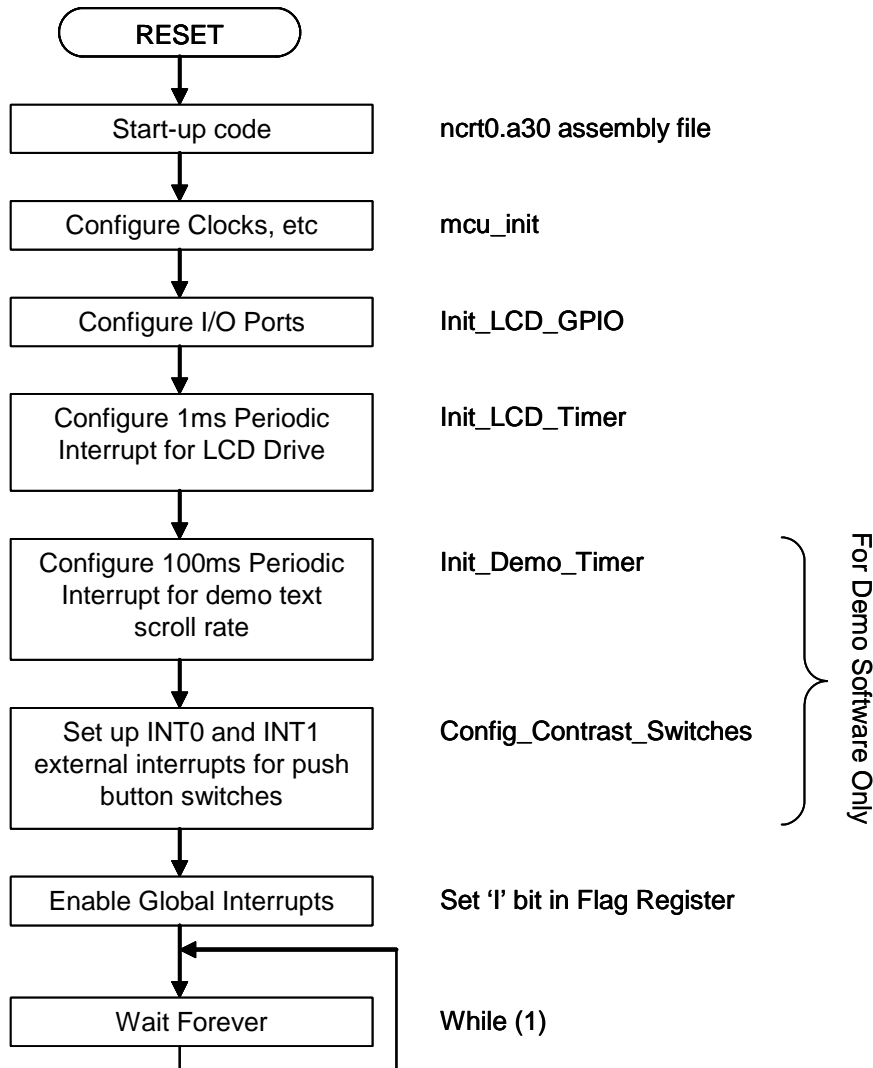 RESET
Start-up code
ncrt0.a30 assembly file
Configure Clocks, etc
mcu_init
Configure I/O Ports
Init_LCD_GPIO
Configure 1ms Periodic
Interrupt for LCD Drive
Init_LCD_Timer
Configure 100ms Periodic
Interrupt for demo text
scroll rate
Init_Demo_Timer
Set up INT0 and INT1
external interrupts for push
button switches
Config_Contrast_Switches
For Demo Software Only
Enable Global Interrupts
Set ‘I’ bit in Flag Register
Wait Forever
While (1)